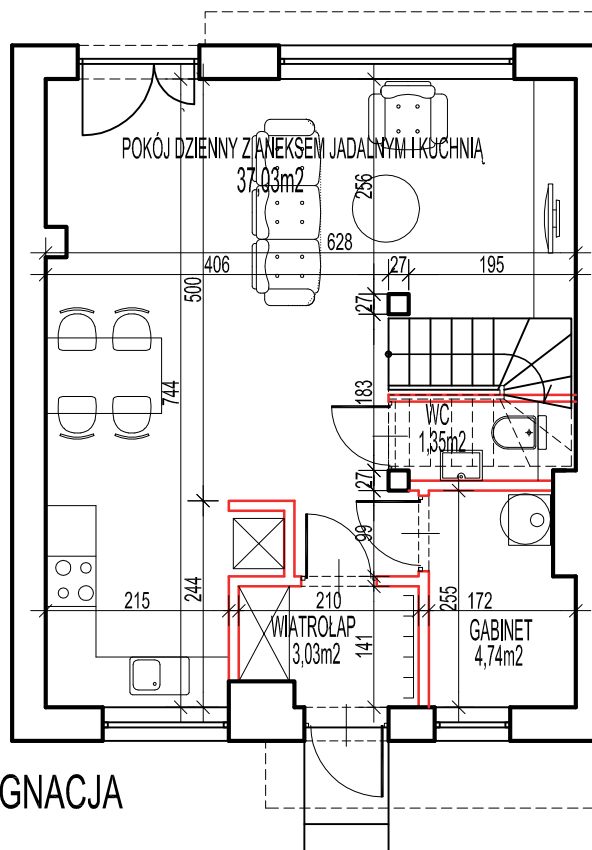 POKÓJ DZIENNY Z ANEKSEM JADALNYM I KUCHNIĄ
37,03m2
256
628
406
27
195
500
27
744
183
WC
1,35m2
27
99
244
255
215
210
172
WIATROŁAP
3,03m2
141
GABINET
4,74m2
GNACJA